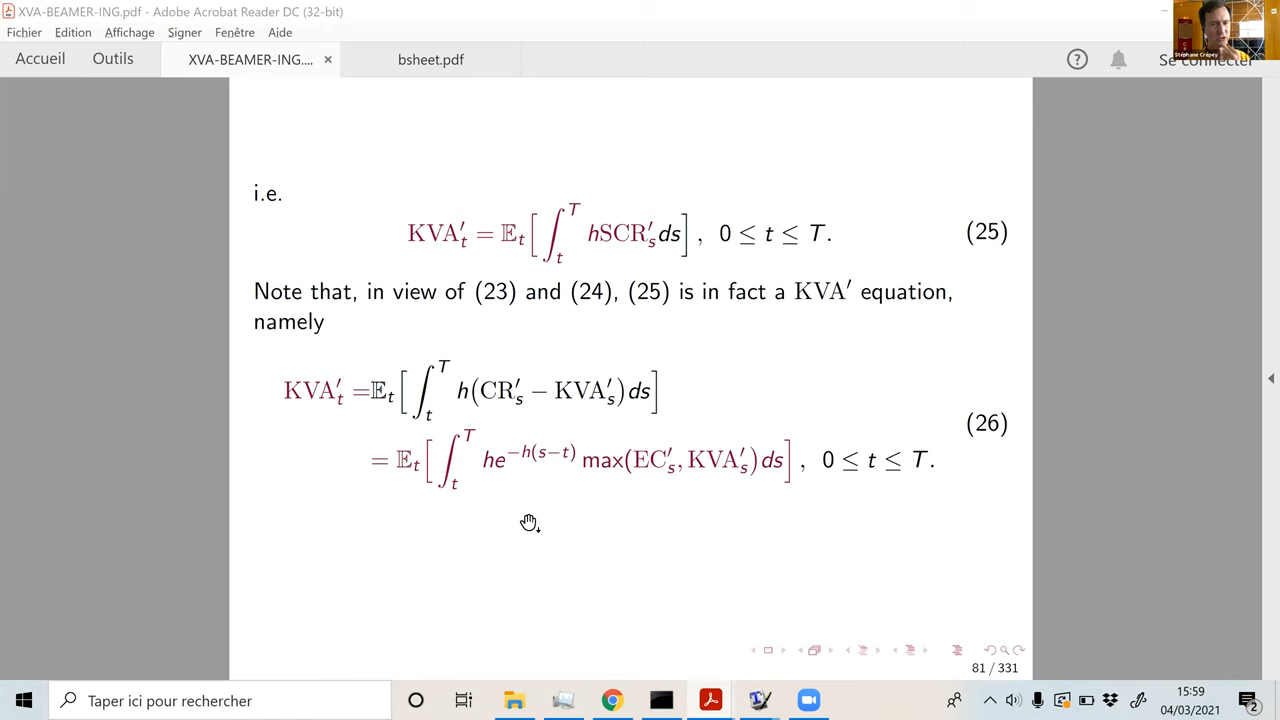 XVA-BEAMER-ING.pdf - Adobe Acrobat Reader DC (32-bit)
Fichier Edition Affichage Signer Fenêtre Aide
Accueil Outils XVA-BEAMER-ING.... × bsheet.pdf Se connecter
Stéphane Crépey
i.e.
KVA′_t = 𝔼_t[∫_t^T hSCR′_s ds], 0 ≤ t ≤ T. (25)
Note that, in view of (23) and (24), (25) is in fact a KVA′ equation,
namely
KVA′_t =𝔼_t[∫_t^T h(CR′_s − KVA′_s)ds]
= 𝔼_t[∫_t^T he^{−h(s−t)} max(EC′_s, KVA′_s)ds], 0 ≤ t ≤ T. (26)
81 / 331
Taper ici pour rechercher
15:59
04/03/2021
2